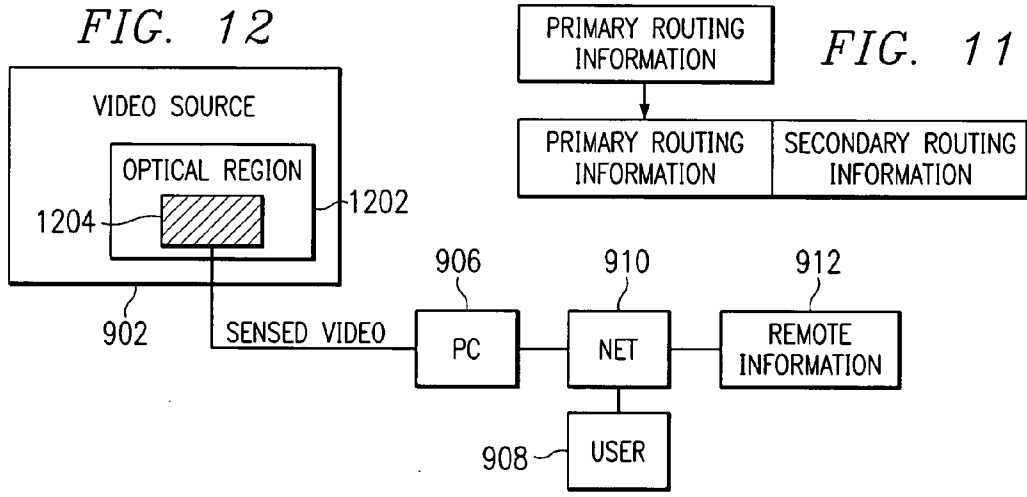 FIG. 12
VIDEO SOURCE
OPTICAL REGION
1204
1202
902
SENSED VIDEO
906
PC
910
NET
912
REMOTE
INFORMATION
908
USER
PRIMARY ROUTING
INFORMATION
FIG. 11
PRIMARY ROUTING
INFORMATION
SECONDARY ROUTING
INFORMATION